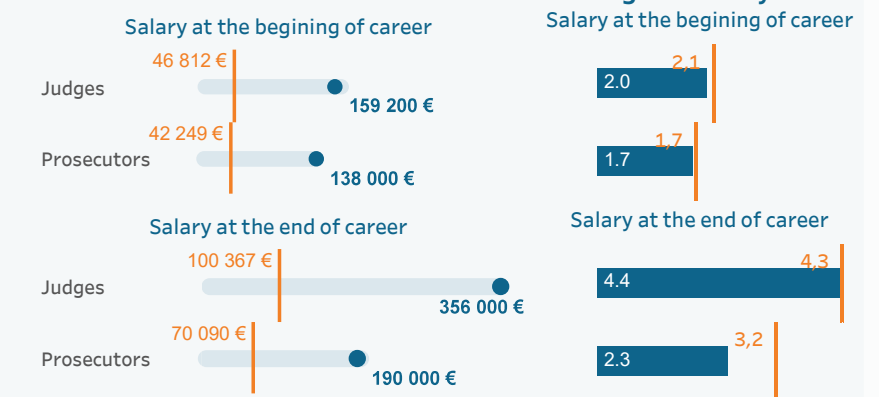 Salary at the begining of career
46 812 €
Judges
159 200 €
42 249 €
Prosecutors
138 000 €
Salary at the end of career
100 367 €
Judges
356 000 €
70 090 €
Prosecutors
190 000 €
Salary at the begining of career
2,1
2.0
1,7
1.7
Salary at the end of career
4,3
4.4
3,2
2.3